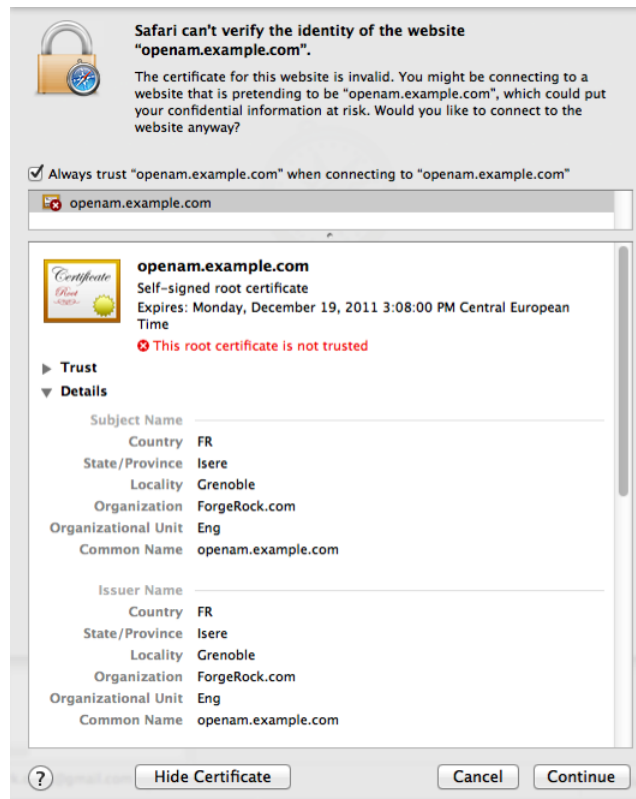 Safari can't verify the identity of the website
"openam.example.com".
The certificate for this website is invalid. You might be connecting to a
website that is pretending to be "openam.example.com", which could put
your confidential information at risk. Would you like to connect to the
website anyway?
Always trust "openam.example.com" when connecting to "openam.example.com"
openam.example.com
Certificate
Root
openam.example.com
Self-signed root certificate
Expires: Monday, December 19, 2011 3:08:00 PM Central European
Time
This root certificate is not trusted
Trust
Details
Subject Name
Country FR
State/Province Isere
Locality Grenoble
Organization ForgeRock.com
Organizational Unit Eng
Common Name openam.example.com
Issuer Name
Country FR
State/Province Isere
Locality Grenoble
Organization ForgeRock.com
Organizational Unit Eng
Common Name openam.example.com
? Hide Certificate Cancel Continue